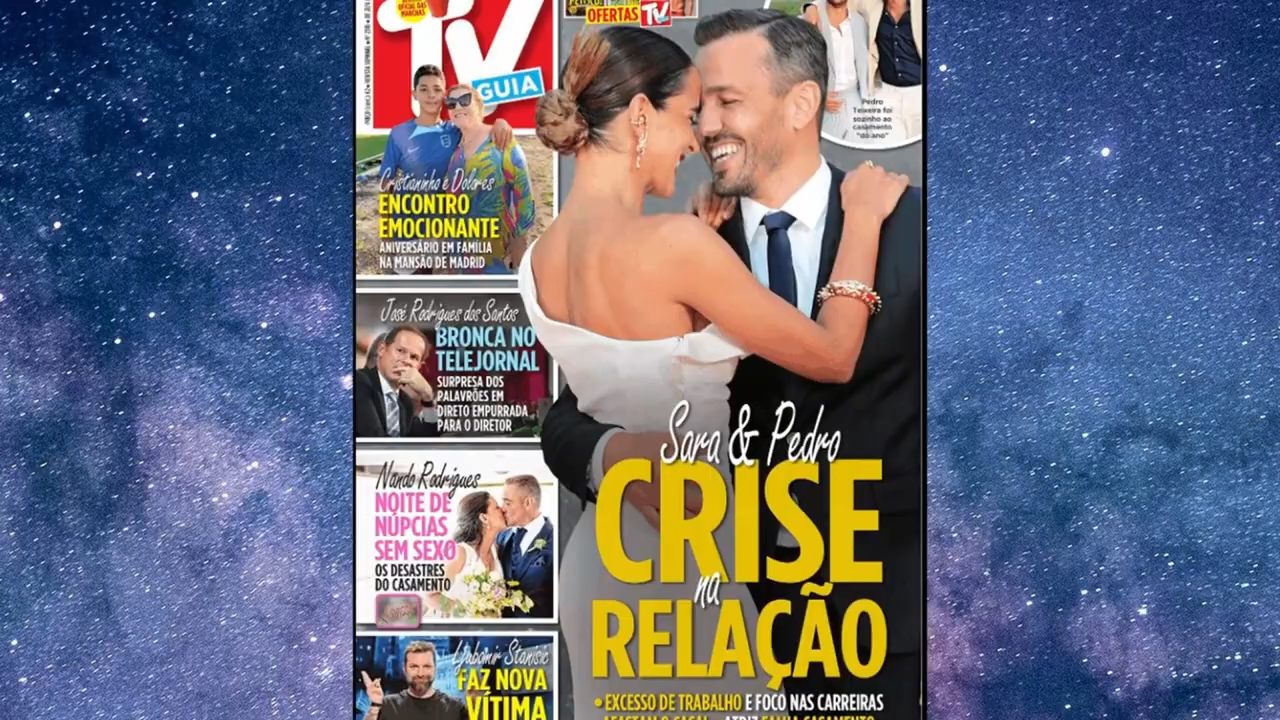 OFICIAL DAS
MARCHAS
TV
GUIA
OFERTAS
TV
Pedro
Teixeira foi
sozinho ao
casamento
"do ano"
Cristianinho e Dolores
ENCONTRO
EMOCIONANTE
ANIVERSÁRIO EM FAMÍLIA
NA MANSÃO DE MADRID
José Rodrigues dos Santos
BRONCA NO
TELEJORNAL
SURPRESA DOS
PALAVRÕES EM
DIRETO EMPURRADA
PARA O DIRETOR
Nando Rodrigues
NOITE DE
NÚPCIAS
SEM SEXO
OS DESASTRES
DO CASAMENTO
Ljubomir Stanisic
FAZ NOVA
VÍTIMA
Sara & Pedro
CRISE
na
RELAÇÃO
• EXCESSO DE TRABALHO E FOCO NAS CARREIRAS